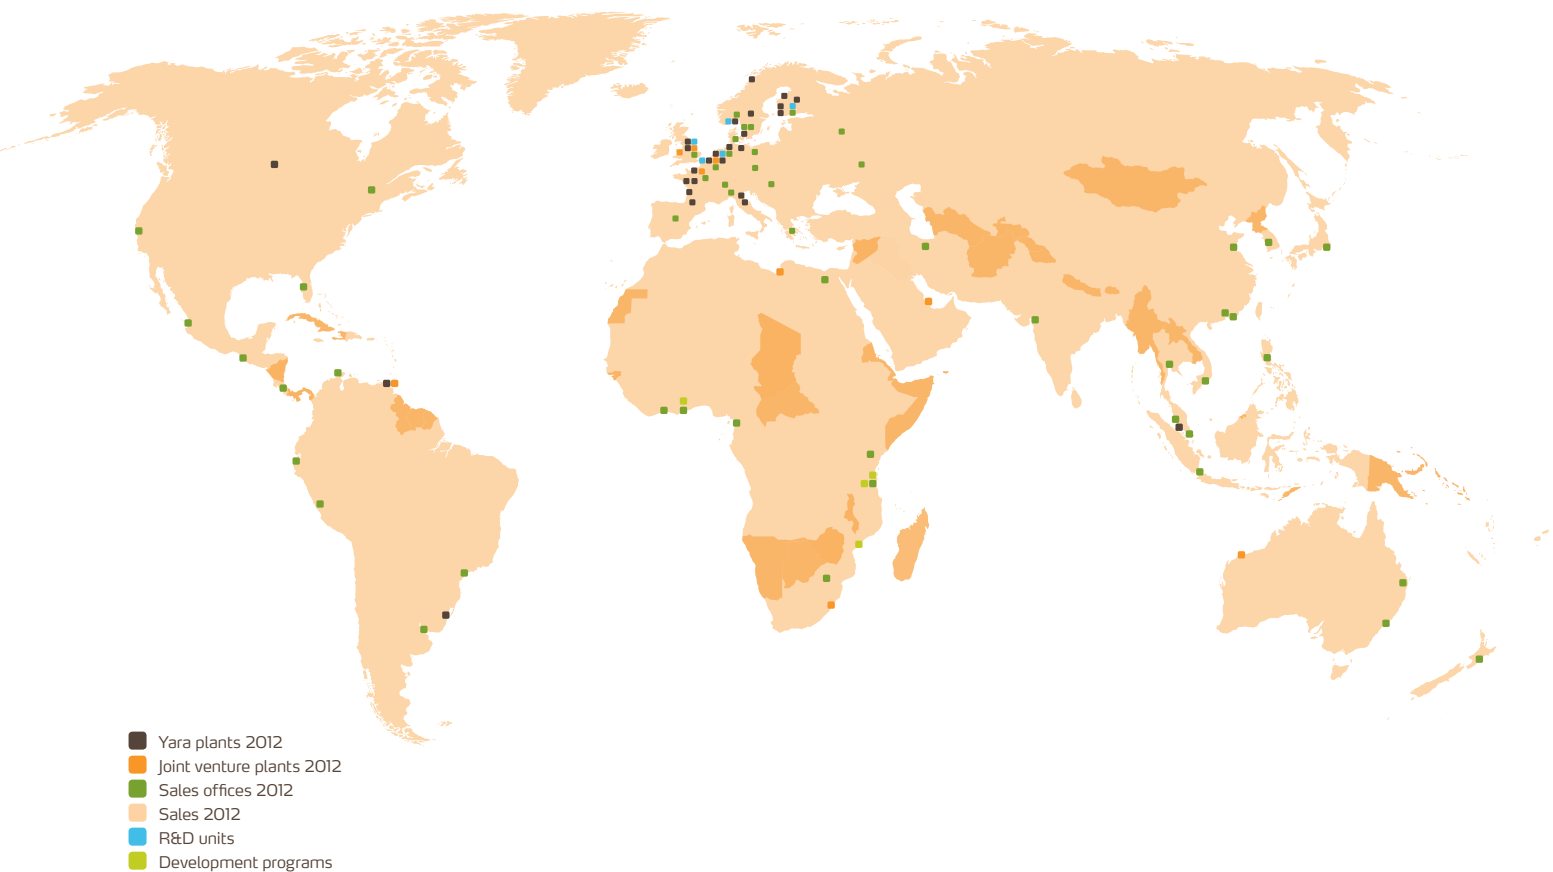 Yara plants 2012
Joint venture plants 2012
Sales offices 2012
Sales 2012
R&D units
Development programs